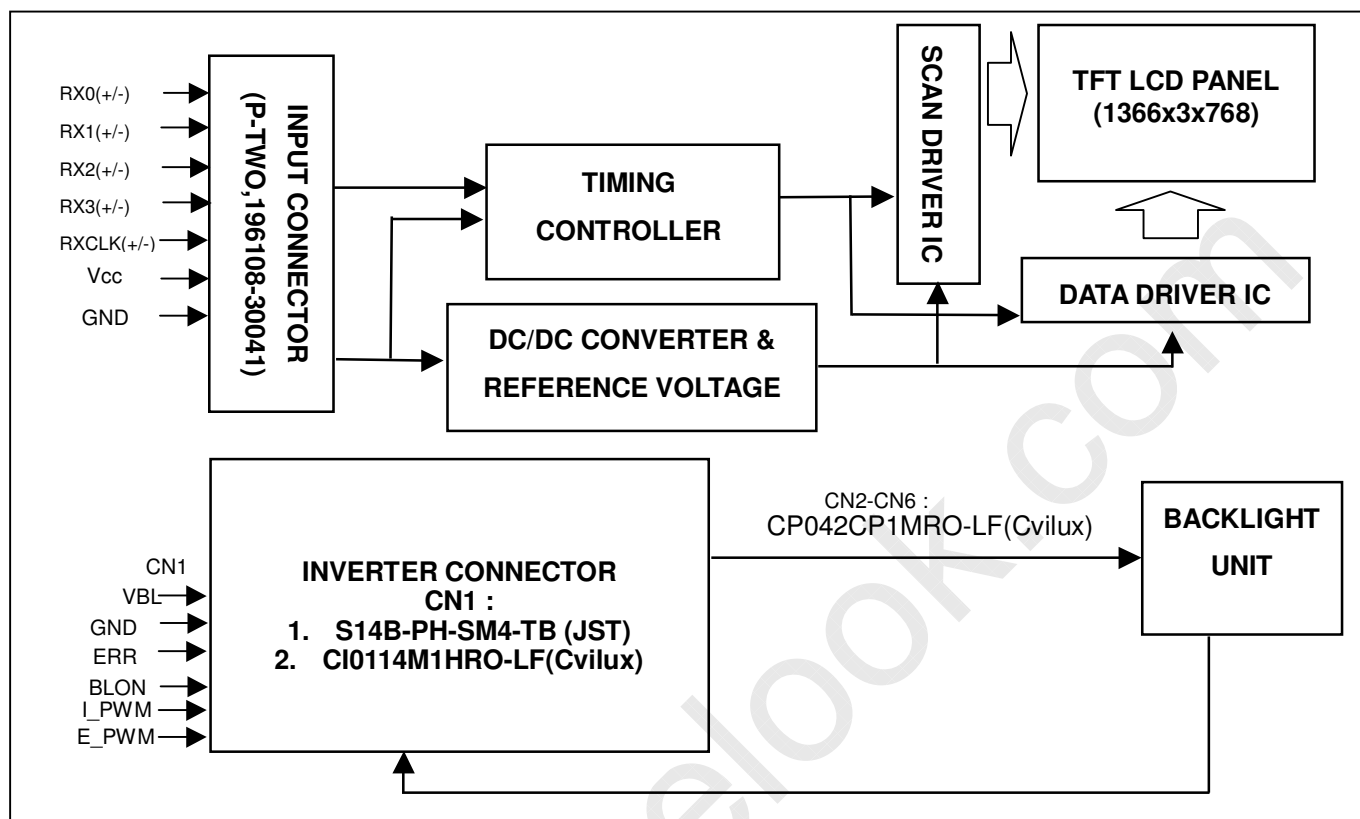 RX0(+/-)
RX1(+/-)
RX2(+/-)
RX3(+/-)
RXCLK(+/-)
Vcc
GND
INPUT CONNECTOR
(P-TWO,196108-30041)
TIMING
CONTROLLER
DC/DC CONVERTER &
REFERENCE VOLTAGE
SCAN DRIVER IC
TFT LCD PANEL
(1366x3x768)
DATA DRIVER IC
CN1
VBL
GND
ERR
BLON
I_PWM
E_PWM
INVERTER CONNECTOR
CN1 :
1. S14B-PH-SM4-TB (JST)
2. CI0114M1HRO-LF(Cvilux)
CN2-CN6 :
CP042CP1MRO-LF(Cvilux)
BACKLIGHT
UNIT
elook.com